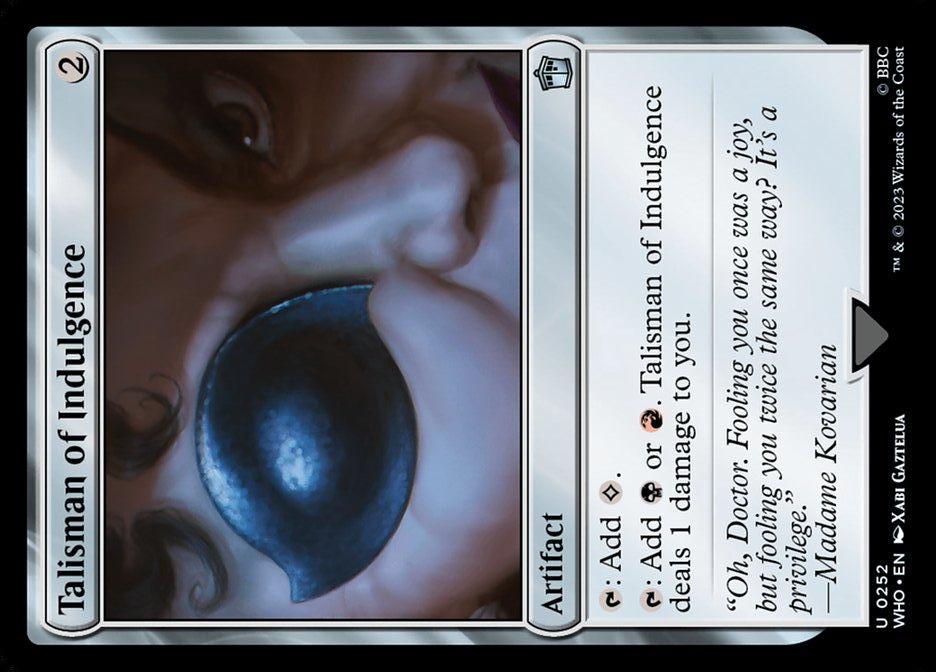 Talisman of Indulgence 2
Artifact
: Add .
: Add or . Talisman of Indulgence
deals 1 damage to you.
“Oh, Doctor. Fooling you once was a joy,
but fooling you twice the same way? It’s a
privilege.”
—Madame Kovarian
U 0252
WHO • EN XABI GAZTELUA
™ & © 2023 Wizards of the Coast
© BBC